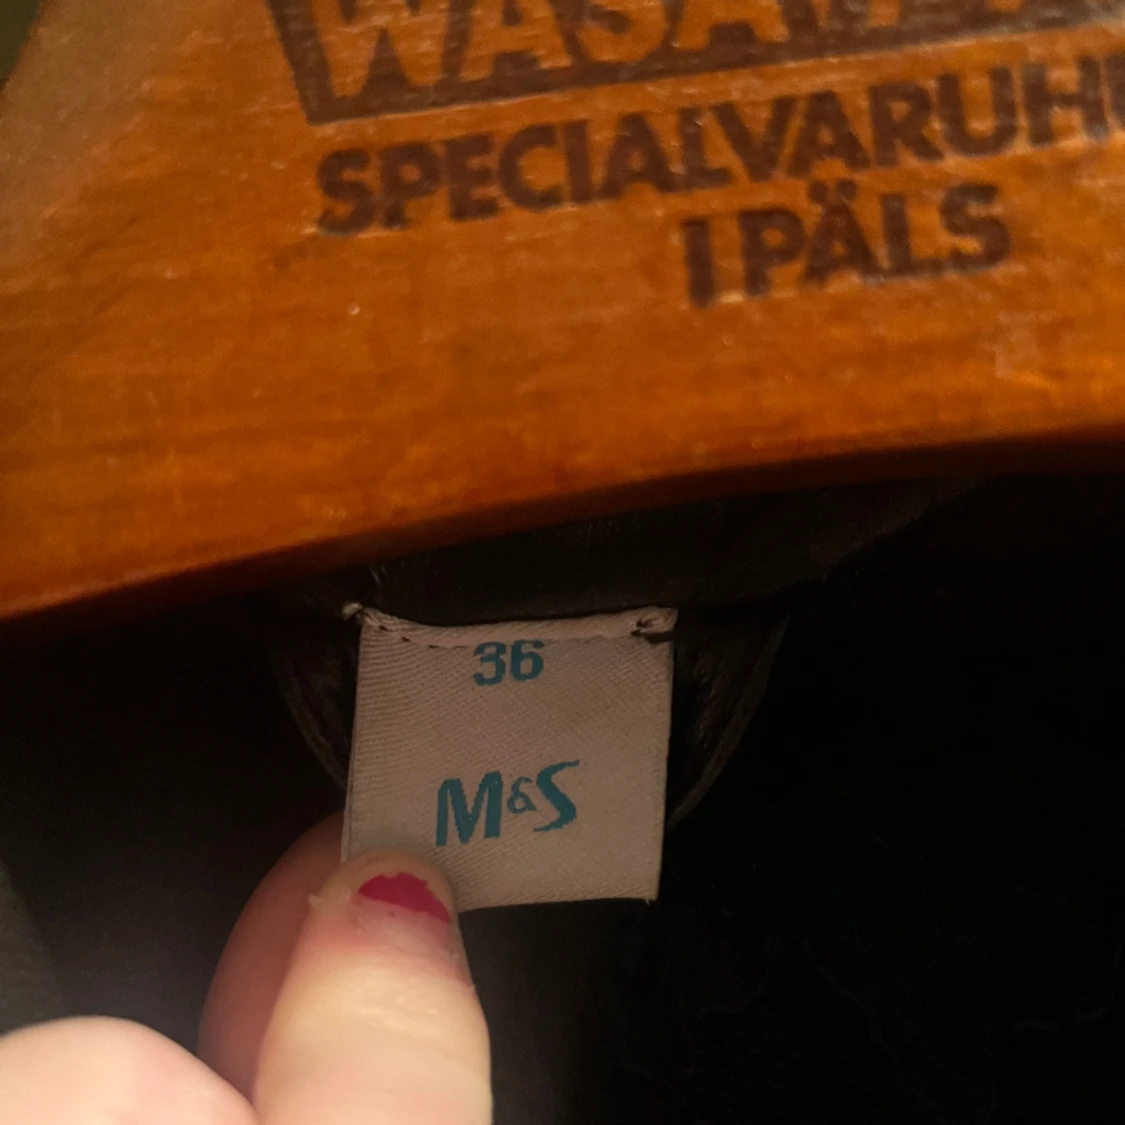 SPECIALVARUH
I PÄLS
36
M&S